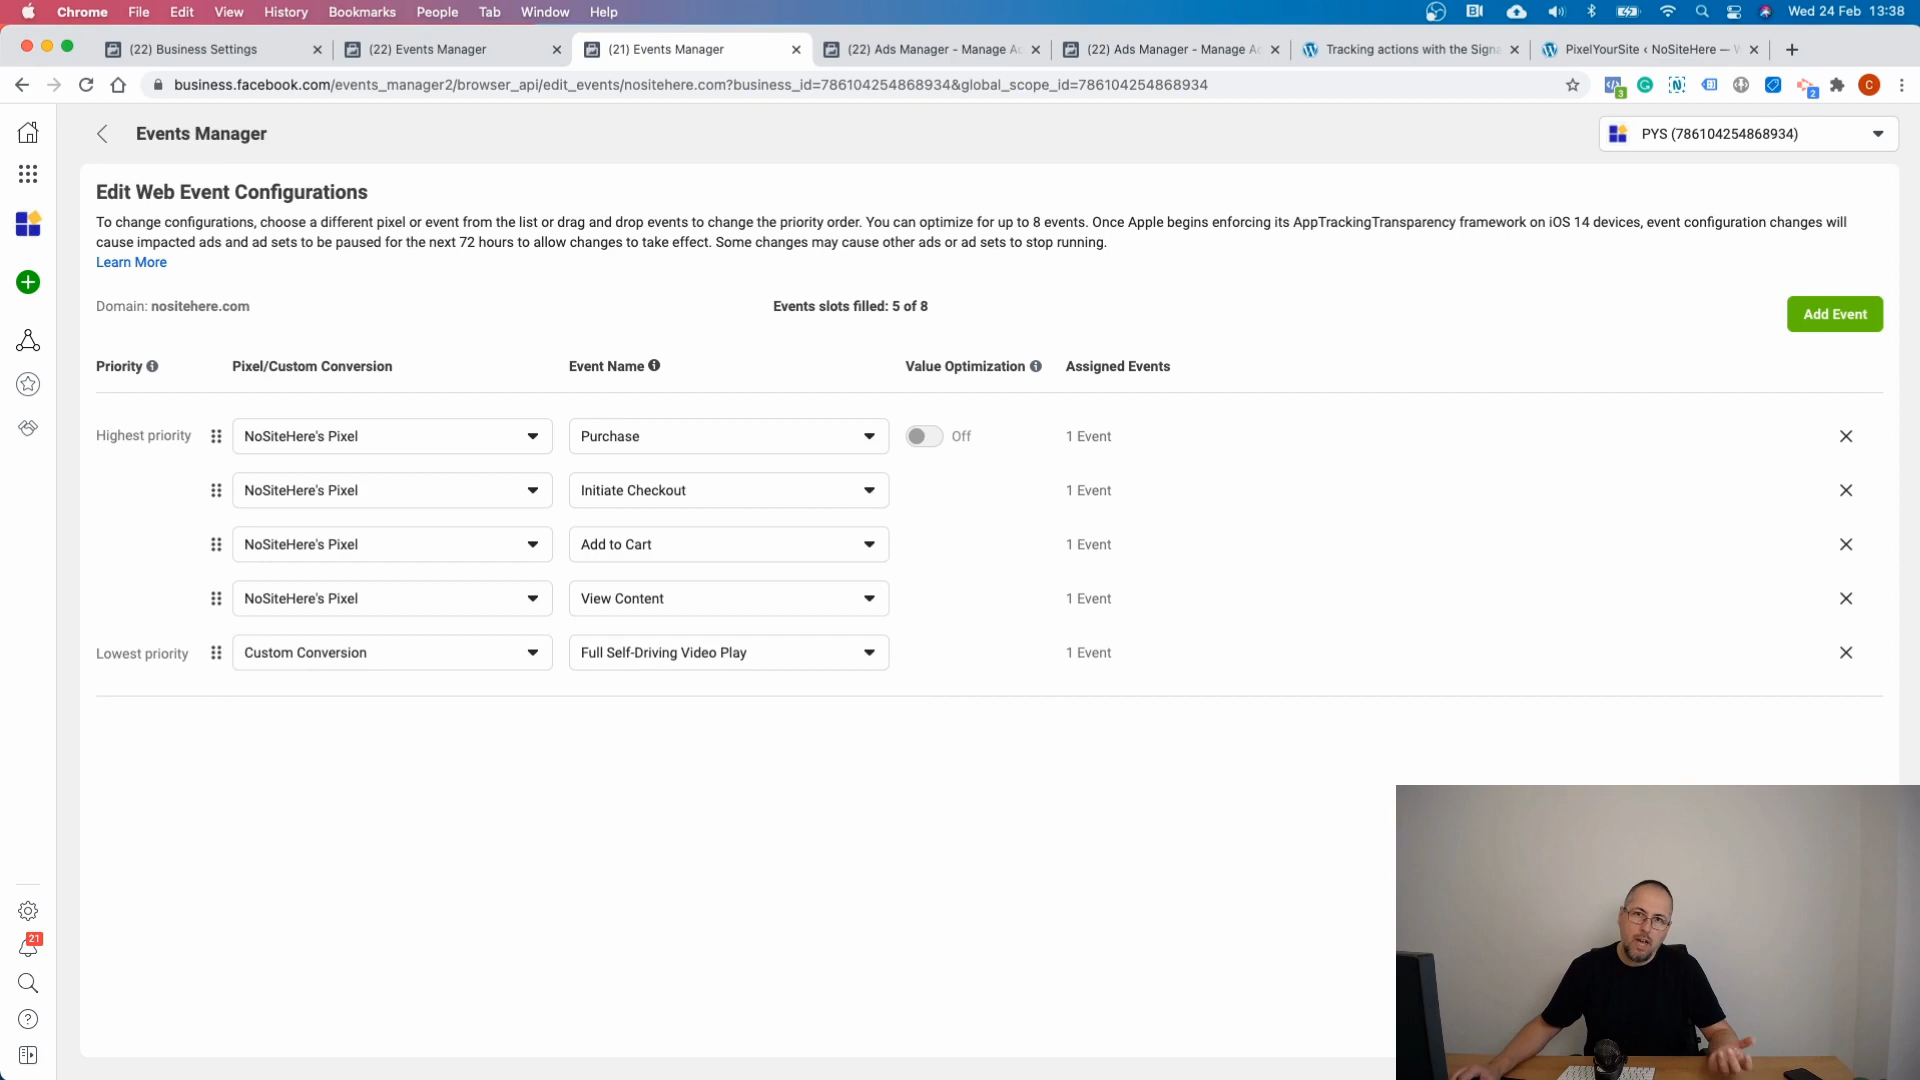 Chrome File Edit View History Bookmarks People Tab Window Help Wed 24 Feb 13:38
(22) Business Settings (22) Events Manager (21) Events Manager (22) Ads Manager - Manage A (22) Ads Manager - Manage A Tracking actions with the Signa PixelYourSite ‹ NoSiteHere —
business.facebook.com/events_manager2/browser_api/edit_events/nositehere.com?business_id=786104254868934&global_scope_id=786104254868934 3 2 C
Events Manager PYS (786104254868934)
Edit Web Event Configurations
To change configurations, choose a different pixel or event from the list or drag and drop events to change the priority order. You can optimize for up to 8 events. Once Apple begins enforcing its AppTrackingTransparency framework on iOS 14 devices, event configuration changes will
cause impacted ads and ad sets to be paused for the next 72 hours to allow changes to take effect. Some changes may cause other ads or ad sets to stop running.
Learn More
Domain: nositehere.com Events slots filled: 5 of 8 Add Event
Priority Pixel/Custom Conversion Event Name Value Optimization Assigned Events
Highest priority NoSiteHere's Pixel Purchase Off 1 Event
NoSiteHere's Pixel Initiate Checkout 1 Event
NoSiteHere's Pixel Add to Cart 1 Event
NoSiteHere's Pixel View Content 1 Event
Lowest priority Custom Conversion Full Self-Driving Video Play 1 Event
21